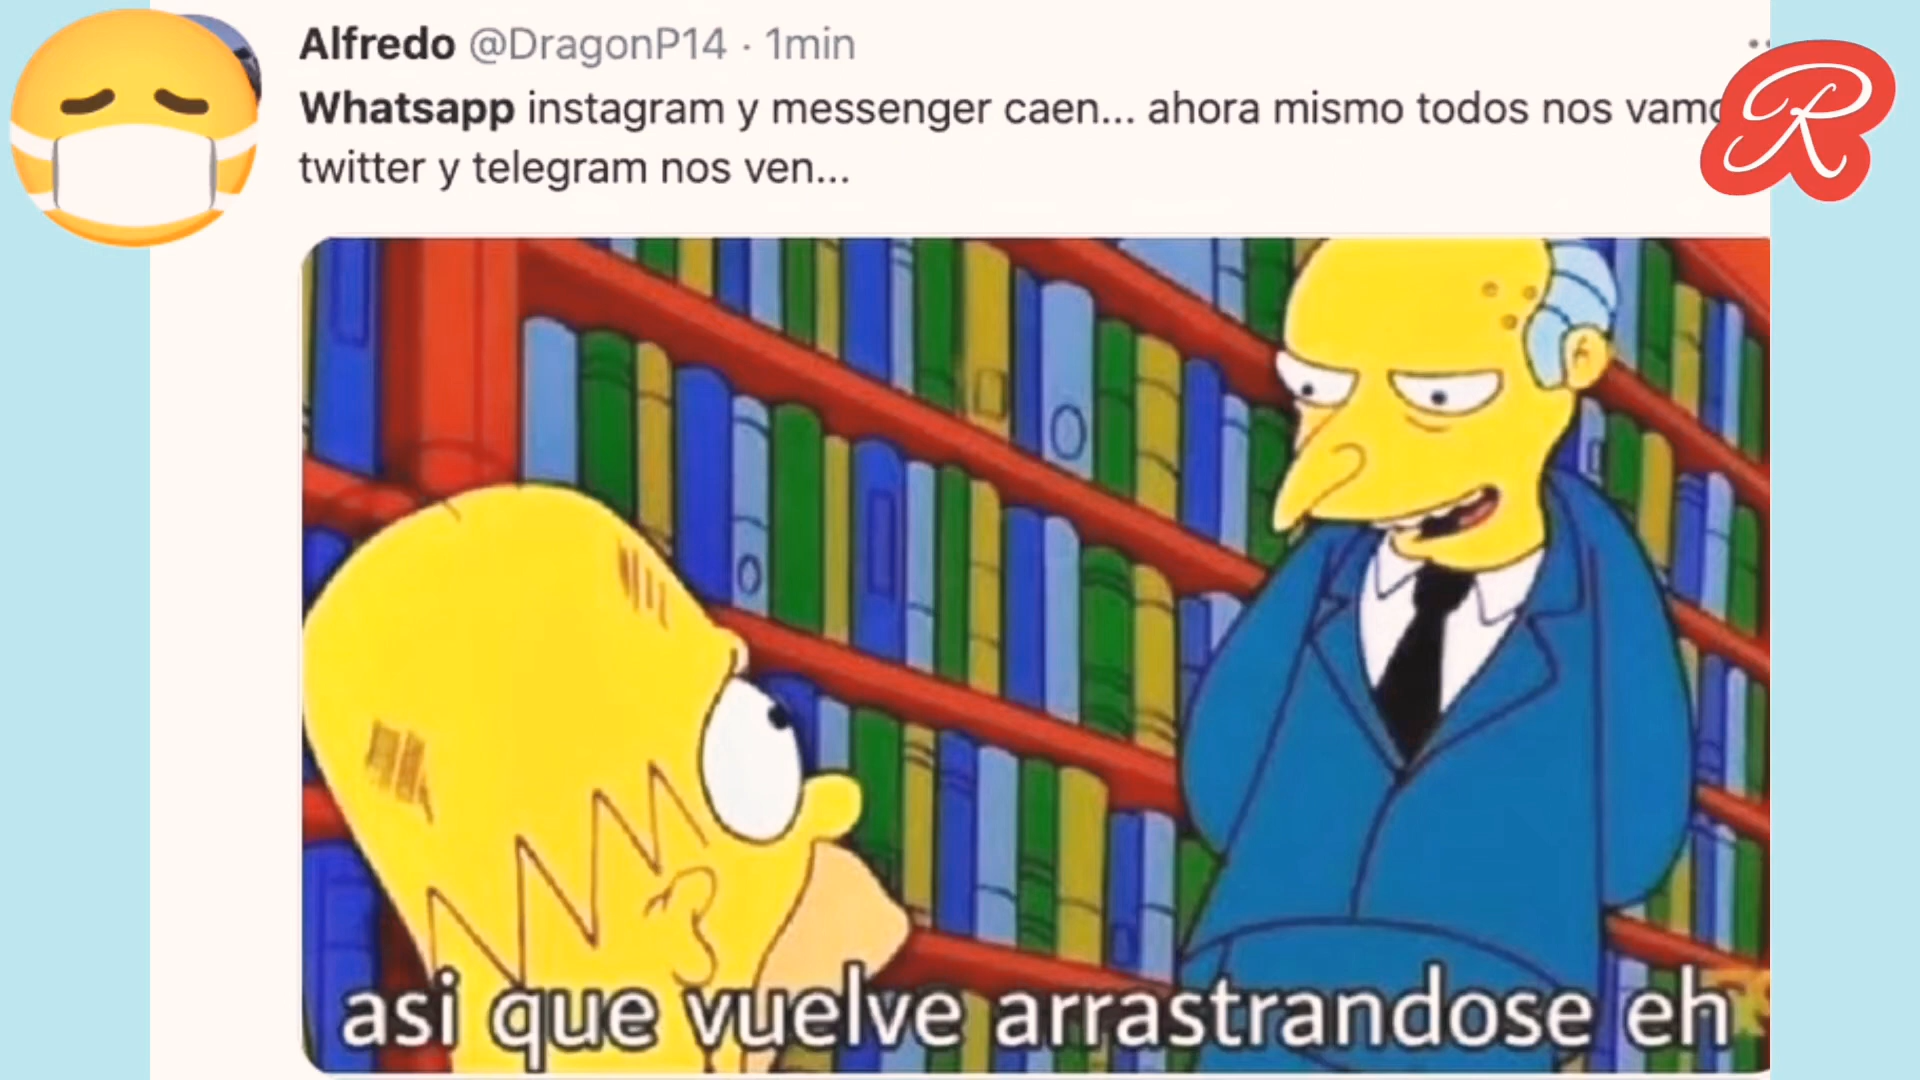 Alfredo @DragonP14 · 1min
R
Whatsapp instagram y messenger caen... ahora mismo todos nos
twitter y telegram nos ven...
asi que vuelve arrastrandose eh